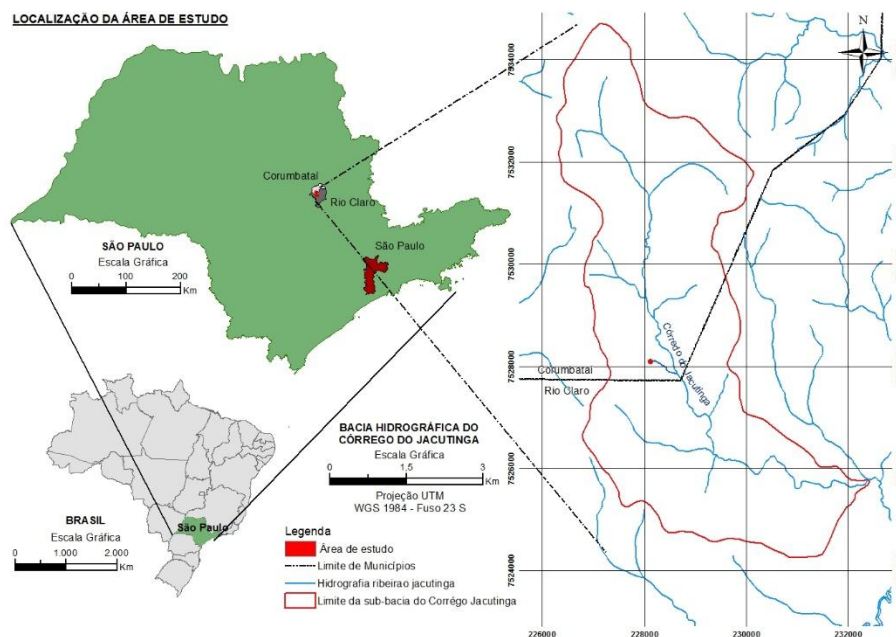 LOCALIZAÇÃO DA ÁREA DE ESTUDO
Corumbataí
Rio Claro
São Paulo
SÃO PAULO
Escala Gráfica
0 100 200
Km
BRASIL
Escala Gráfica
0 1.000 2.000
Km
São Paulo
BACIA HIDROGRÁFICA DO
CÓRREGO DO JACUTINGA
Escala Gráfica
0 1,5 3
Km
Projeção UTM
WGS 1984 - Fuso 23 S
Legenda
Área de estudo
Limite de Municípios
Hidrografia ribeirao jacutinga
Limite da sub-bacia do Corrégo Jacutinga
N
7534000
7532000
7530000
7528000
7526000
7524000
Córrego do Jacutinga
Corumbataí
Rio Claro
226000 228000 230000 232000